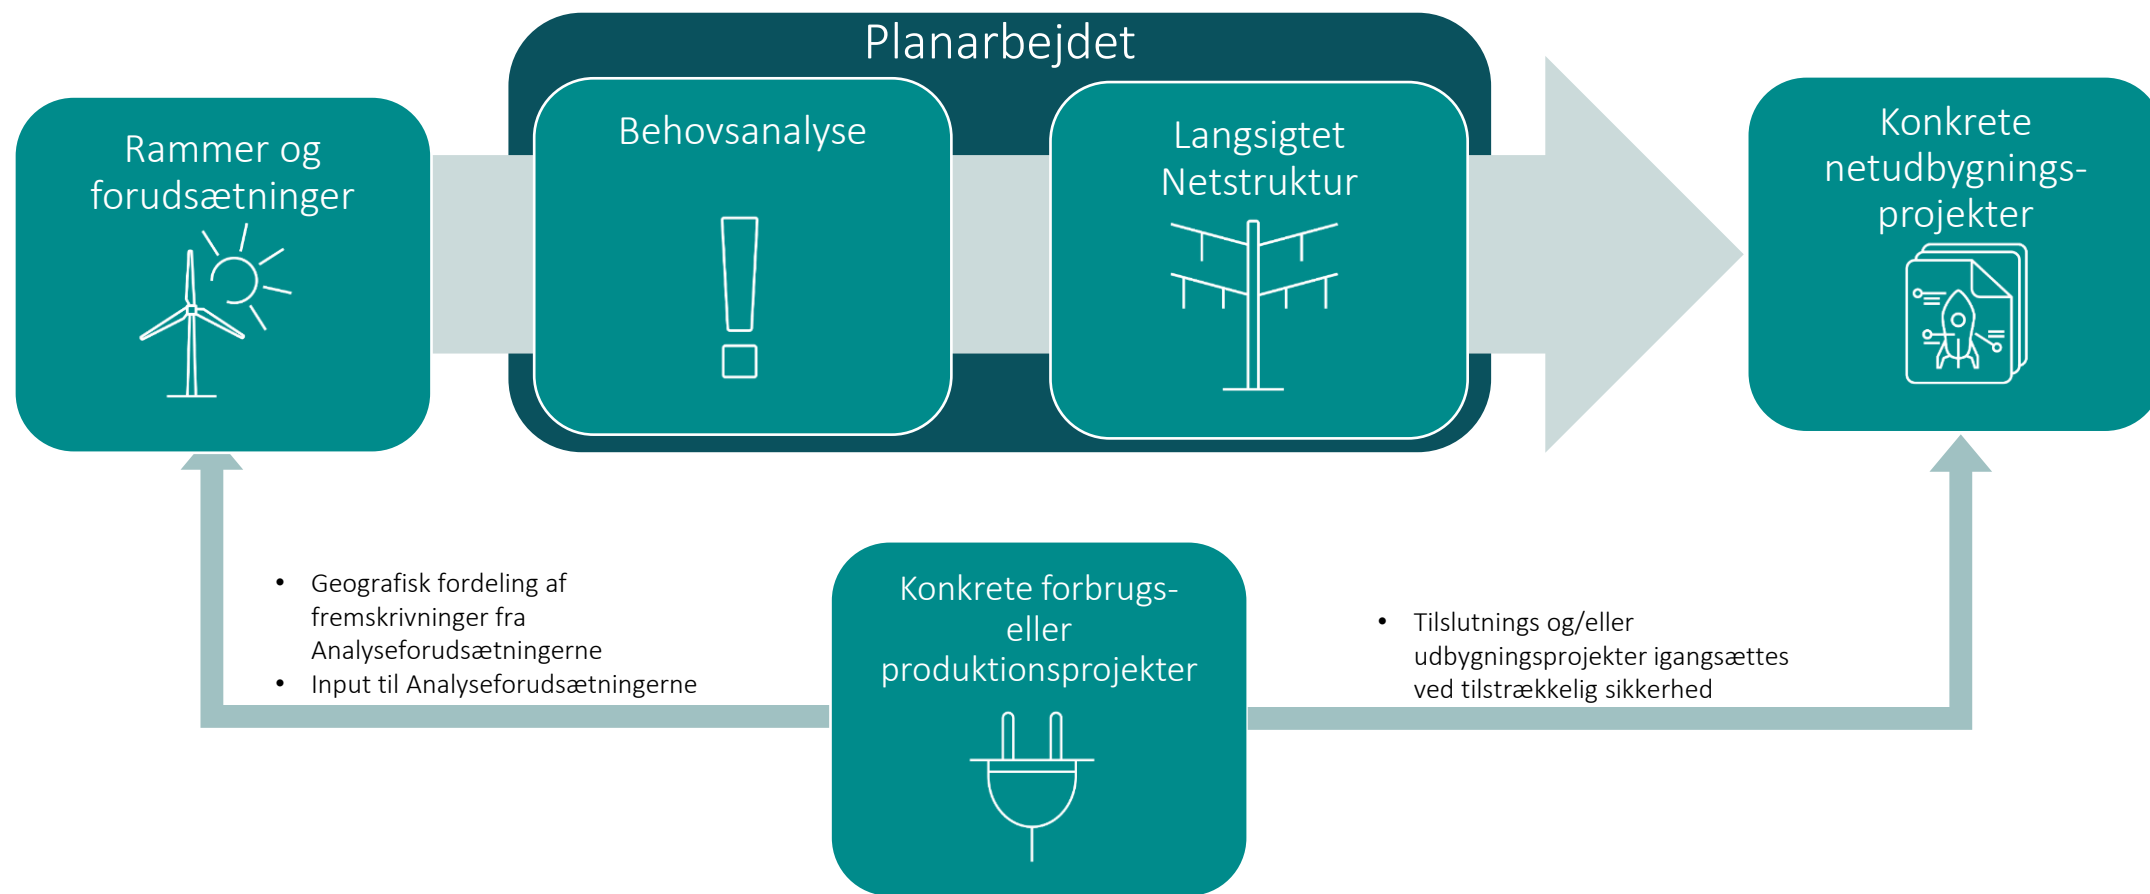 Planarbejdet
Rammer og
forudsætninger
Behovsanalyse
Langsigtet
Netstruktur
Konkrete
netudbygnings-
projekter
• Geografisk fordeling af
fremskrivninger fra
Analyseforudsætningerne
• Input til Analyseforudsætningerne
Konkrete forbrugs-
eller
produktionsprojekter
• Tilslutnings og/eller
udbygningsprojekter igangsættes
ved tilstrækkelig sikkerhed